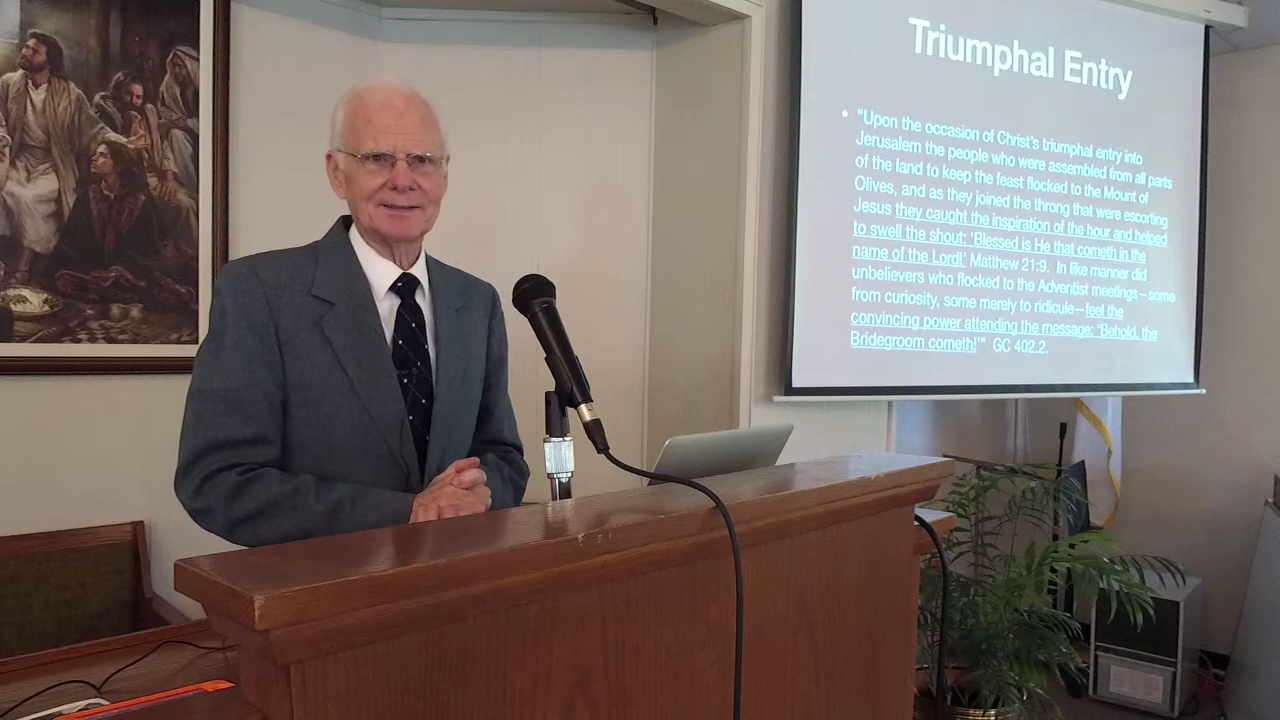 Triumphal Entry
• “Upon the occasion of Christ’s triumphal entry into
Jerusalem the people who were assembled from all parts
of the land to keep the feast flocked to the Mount of
Olives, and as they joined the throng that were escorting
Jesus they caught the inspiration of the hour and helped
to swell the shout: ‘Blessed is He that cometh in the
name of the Lord!’ Matthew 21:9. In like manner did
unbelievers who flocked to the Adventist meetings—some
from curiosity, some merely to ridicule—feel the
convincing power attending the message: ‘Behold, the
Bridegroom cometh!’” GC 402.2.